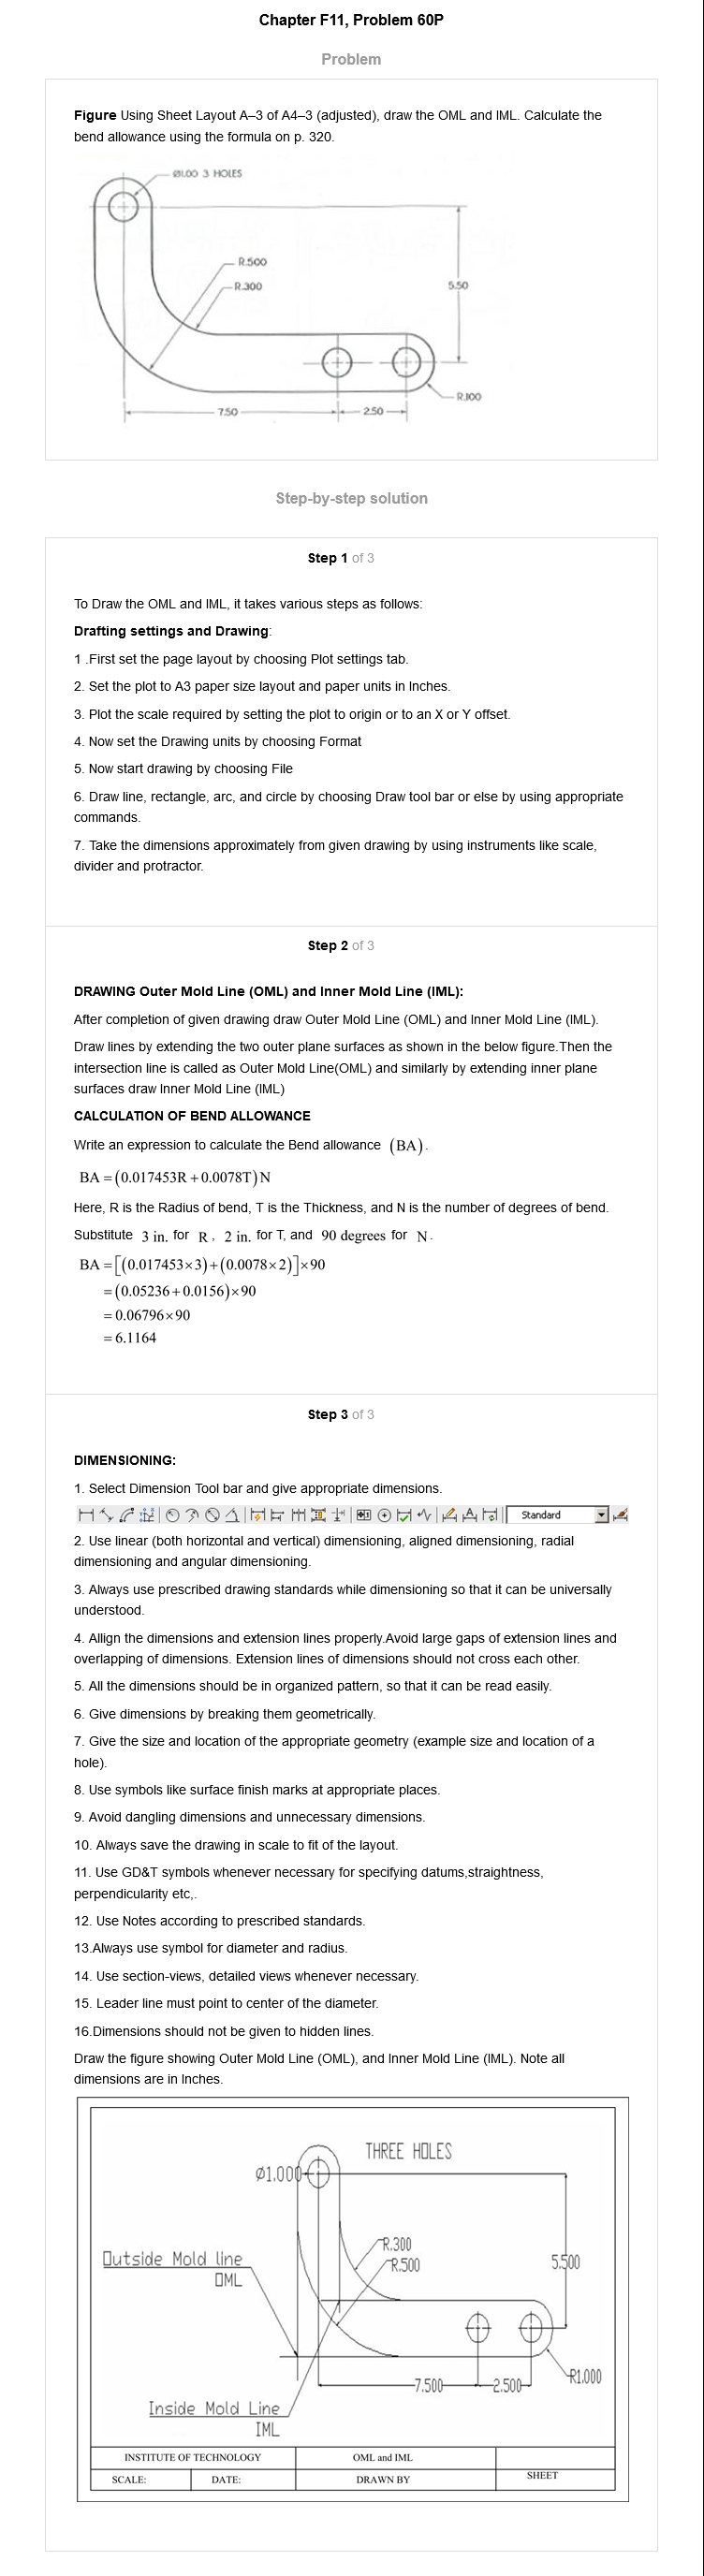 Chapter F11, Problem 60P
Problem
Figure Using Sheet Layout A–3 of A4–3 (adjusted), draw the OML and IML. Calculate the
bend allowance using the formula on p. 320.
Ø1.00 3 HOLES
R.500
R.300
5.50
R.100
7.50
2.50
Step-by-step solution
Step 1 of 3
To Draw the OML and IML, it takes various steps as follows:
Drafting settings and Drawing:
1 .First set the page layout by choosing Plot settings tab.
2. Set the plot to A3 paper size layout and paper units in Inches.
3. Plot the scale required by setting the plot to origin or to an X or Y offset.
4. Now set the Drawing units by choosing Format
5. Now start drawing by choosing File
6. Draw line, rectangle, arc, and circle by choosing Draw tool bar or else by using appropriate
commands.
7. Take the dimensions approximately from given drawing by using instruments like scale,
divider and protractor.
Step 2 of 3
DRAWING Outer Mold Line (OML) and Inner Mold Line (IML):
After completion of given drawing draw Outer Mold Line (OML) and Inner Mold Line (IML).
Draw lines by extending the two outer plane surfaces as shown in the below figure.Then the
intersection line is called as Outer Mold Line(OML) and similarly by extending inner plane
surfaces draw Inner Mold Line (IML)
CALCULATION OF BEND ALLOWANCE
Write an expression to calculate the Bend allowance (BA).
BA = (0.017453R + 0.0078T)N
Here, R is the Radius of bend, T is the Thickness, and N is the number of degrees of bend.
Substitute 3 in. for R, 2 in. for T, and 90 degrees for N.
BA = [(0.017453×3)+(0.0078×2)]×90
= (0.05236+0.0156)×90
= 0.06796×90
= 6.1164
Step 3 of 3
DIMENSIONING:
1. Select Dimension Tool bar and give appropriate dimensions.
Standard
2. Use linear (both horizontal and vertical) dimensioning, aligned dimensioning, radial
dimensioning and angular dimensioning.
3. Always use prescribed drawing standards while dimensioning so that it can be universally
understood.
4. Allign the dimensions and extension lines properly.Avoid large gaps of extension lines and
overlapping of dimensions. Extension lines of dimensions should not cross each other.
5. All the dimensions should be in organized pattern, so that it can be read easily.
6. Give dimensions by breaking them geometrically.
7. Give the size and location of the appropriate geometry (example size and location of a
hole).
8. Use symbols like surface finish marks at appropriate places.
9. Avoid dangling dimensions and unnecessary dimensions.
10. Always save the drawing in scale to fit of the layout.
11. Use GD&T symbols whenever necessary for specifying datums,straightness,
perpendicularity etc,.
12. Use Notes according to prescribed standards.
13.Always use symbol for diameter and radius.
14. Use section-views, detailed views whenever necessary.
15. Leader line must point to center of the diameter.
16.Dimensions should not be given to hidden lines.
Draw the figure showing Outer Mold Line (OML), and Inner Mold Line (IML). Note all
dimensions are in Inches.
THREE HOLES
Ø1.000
R.300
R.500
Outside Mold line
OML
5.500
R1.000
7.500
2.500
Inside Mold Line
IML
INSTITUTE OF TECHNOLOGY
OML and IML
SCALE:
DATE:
DRAWN BY
SHEET